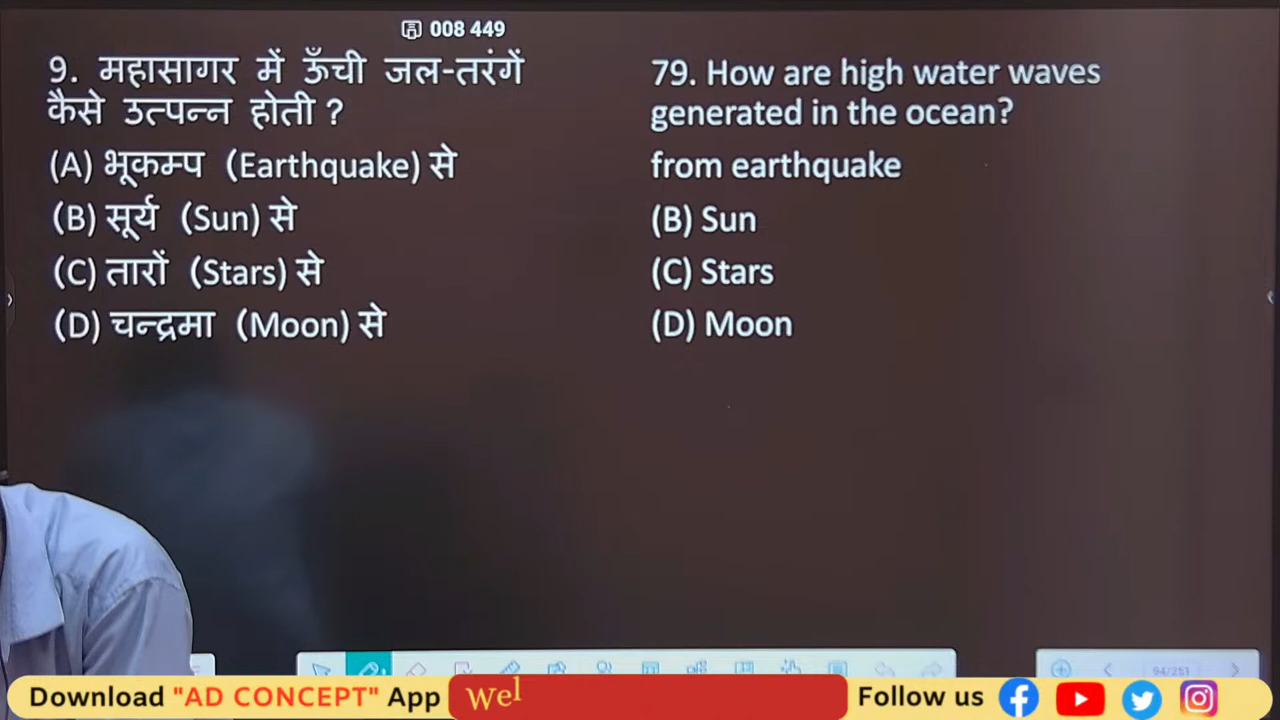 008 449
9. महासागर में ऊँची जल-तरंगें
कैसे उत्पन्न होती ?
(A) भूकम्प (Earthquake) से
(B) सूर्य (Sun) से
(C) तारों (Stars) से
(D) चन्द्रमा (Moon) से
79. How are high water waves
generated in the ocean?
from earthquake
(B) Sun
(C) Stars
(D) Moon
94/251
Download "AD CONCEPT" App
Wel
Follow us